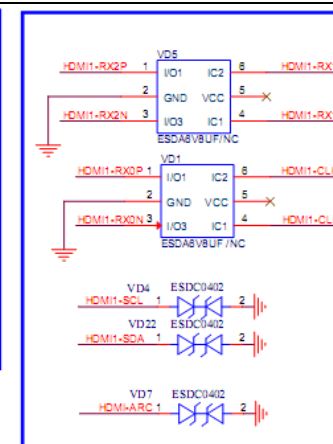 VD5
HDMI1-RX2P 1 I/O1 IC2 6 HDMI1-RX
2 GND VCC 5
HDMI1-RX2N 3 I/O3 IC1 4 HDMI1-RX
ESDA6V8UF/NC
VD1
HDMI1-RX0P 1 I/O1 IC2 6 HDMI1-CL
2 GND VCC 5
HDMI1-RX0N 3 I/O3 IC1 4 HDMI1-CL
ESDA6V8UF/NC
VD4 ESDC0402
HDMI1-SCL 1 2
VD22 ESDC0402
HDMI1-SDA 1 2
VD7 ESDC0402
HDMI-ARC 1 2